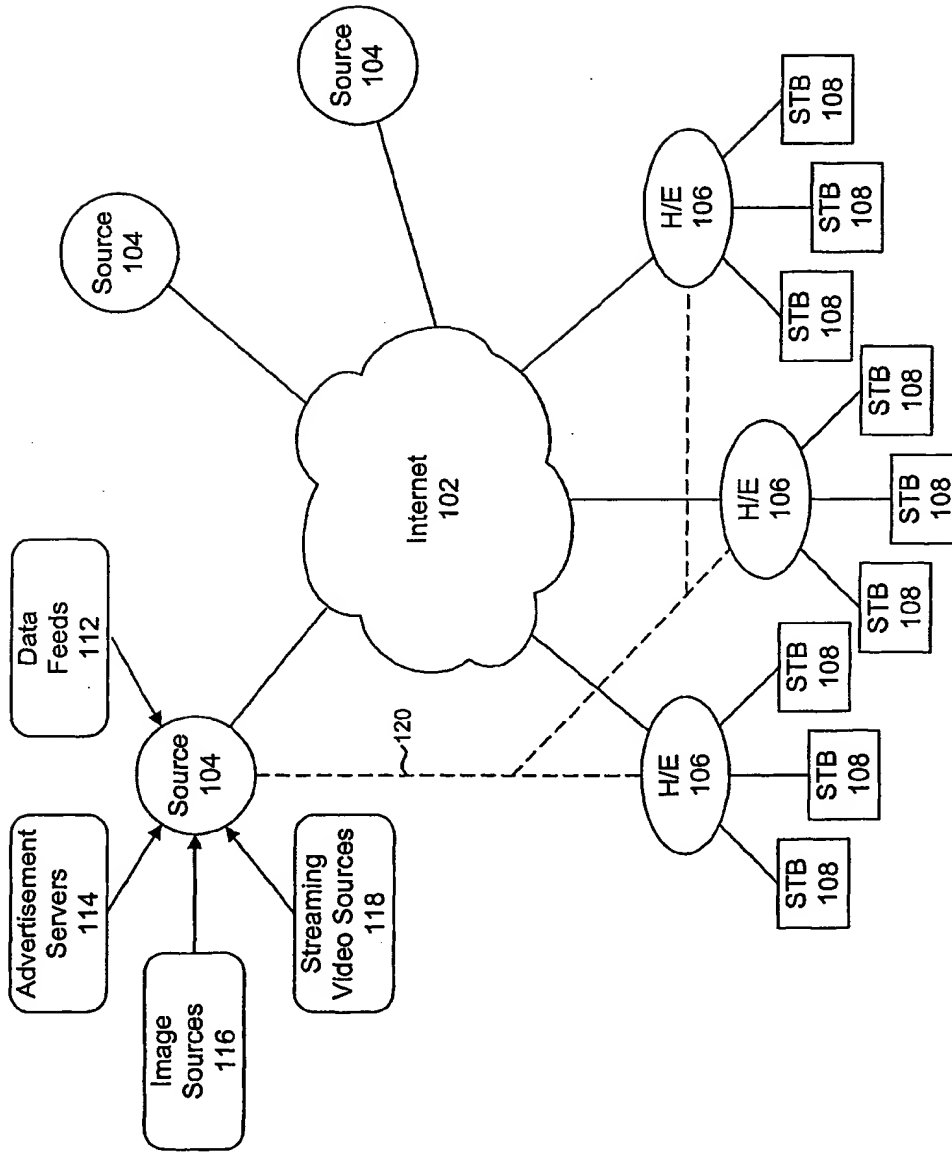 Data
Feeds
112
Advertisement
Servers
114
Image
Sources
116
Streaming
Video Sources
118
Source
104
Source
104
Source
104
Internet
102
120
H/E
106
H/E
106
H/E
106
STB
108
STB
108
STB
108
STB
108
STB
108
STB
108
STB
108
STB
108
STB
108